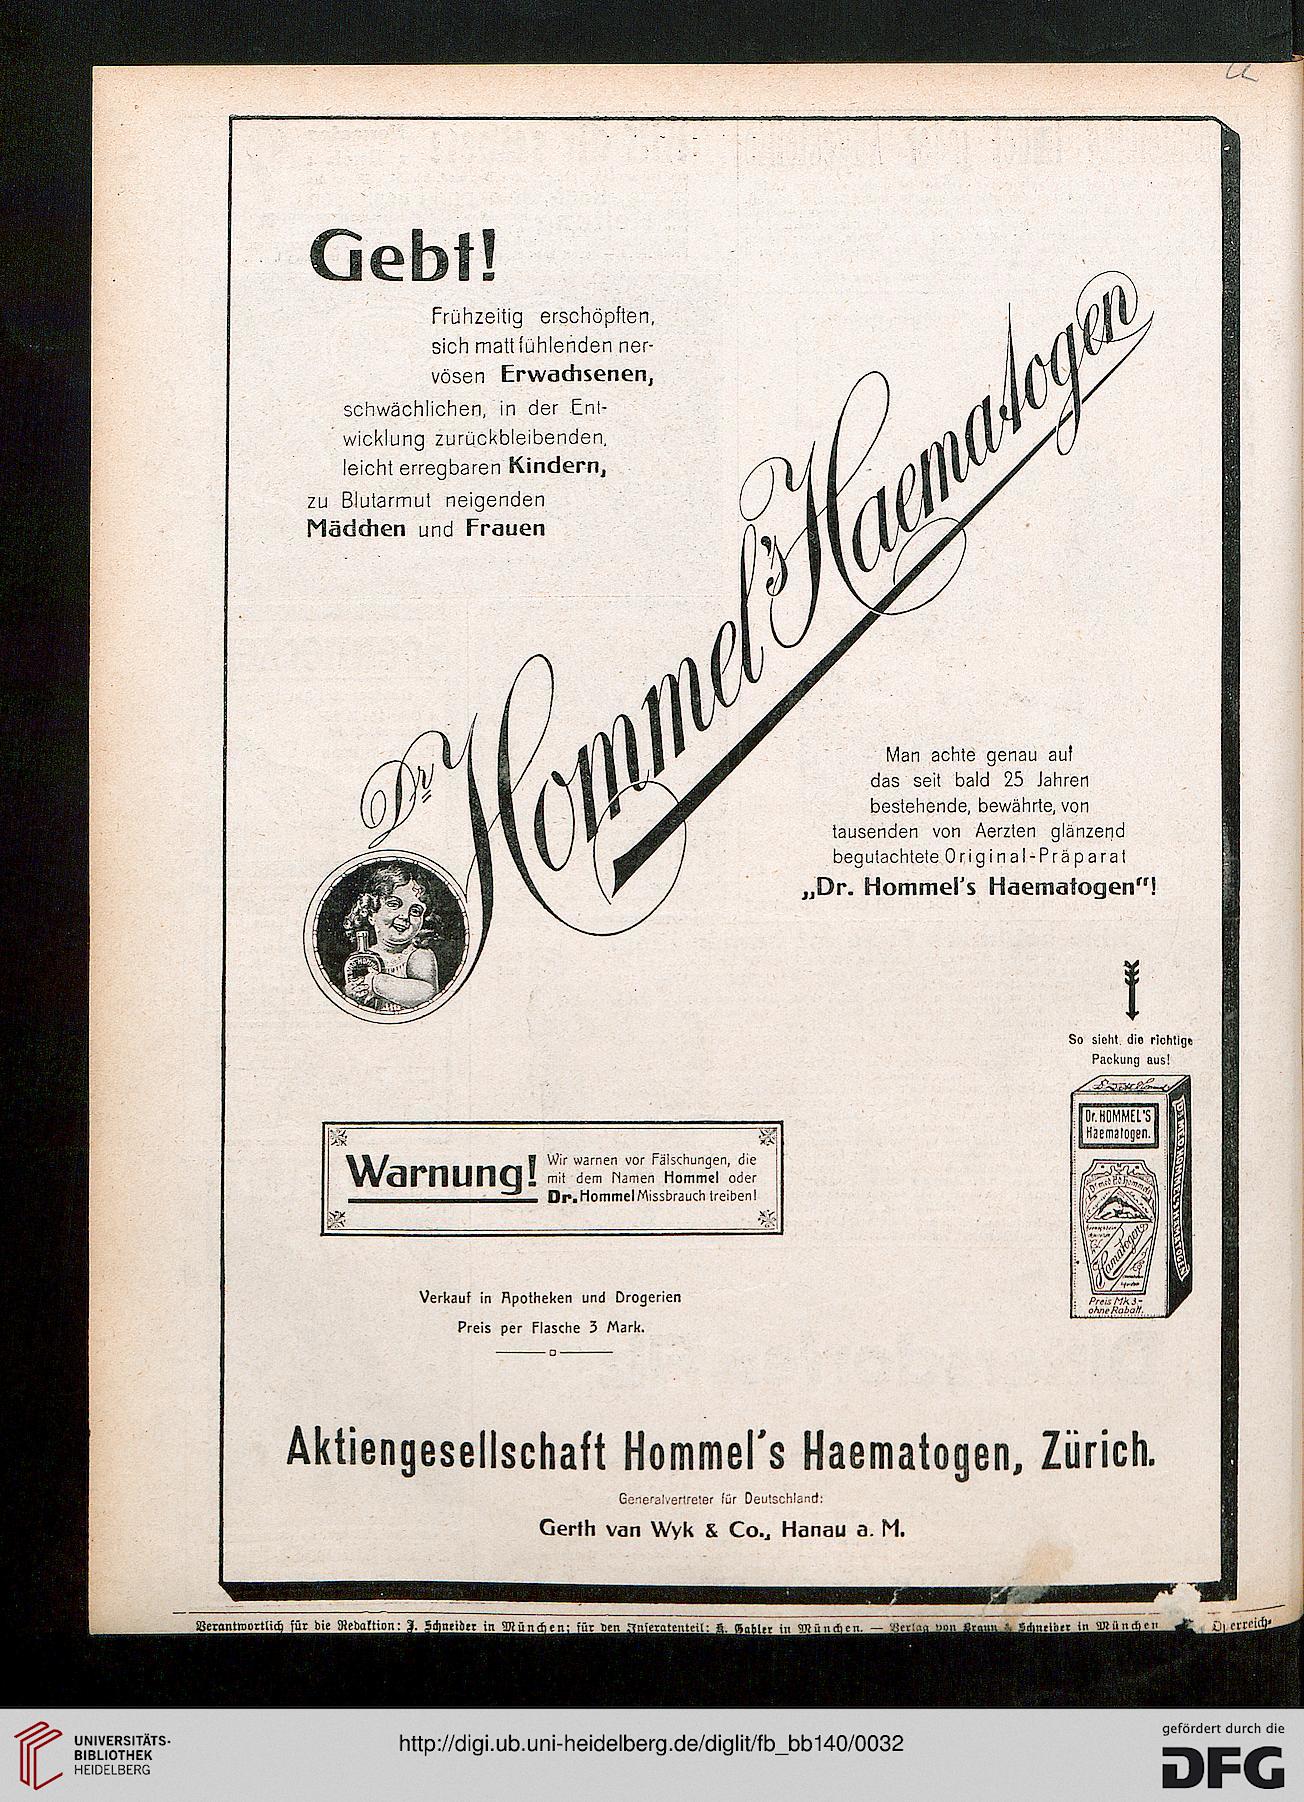 Gebt!
Frühzeitig erschöpften,
sich matt fühlenden ner-
vösen Erwachsenen,
schwächlichen, in der Ent-
wicklung zurückbleibenden,
leicht erregbaren Kindern,
zu Blutarmut neigenden
Mädchen und Frauen
Dr Hommel's Haematogen
Man achte genau auf
das seit bald 25 Jahren
bestehende, bewährte, von
tausenden von Aerzten glänzend
begutachtete Original-Präparat
„Dr. Hommel's Haematogen"!
So sieht die richtige
Packung aus!
Dr. HOMMEL'S
Haematogen.
Haematogen
Preis Mk 3.-
ohne Rabatt.
Warnung!
Wir warnen vor Fälschungen, die
mit dem Namen Hommel oder
Dr. Hommel Missbrauch treiben!
Verkauf in Apotheken und Drogerien
Preis per Flasche 3 Mark.
Aktiengesellschaft Hommel's Haematogen, Zürich.
Generalvertreter für Deutschland:
Gerth van Wyk & Co., Hanau a. M.
Verantwortlich für die Redaktion: J. Schneider in München; für den Inseratenteil: K. Gabler in München. — Verlag von Braun & Schneider in München
UNIVERSITÄTS-
BIBLIOTHEK
HEIDELBERG
http://digi.ub.uni-heidelberg.de/diglit/fb_bb140/0032
gefördert durch die
DFG